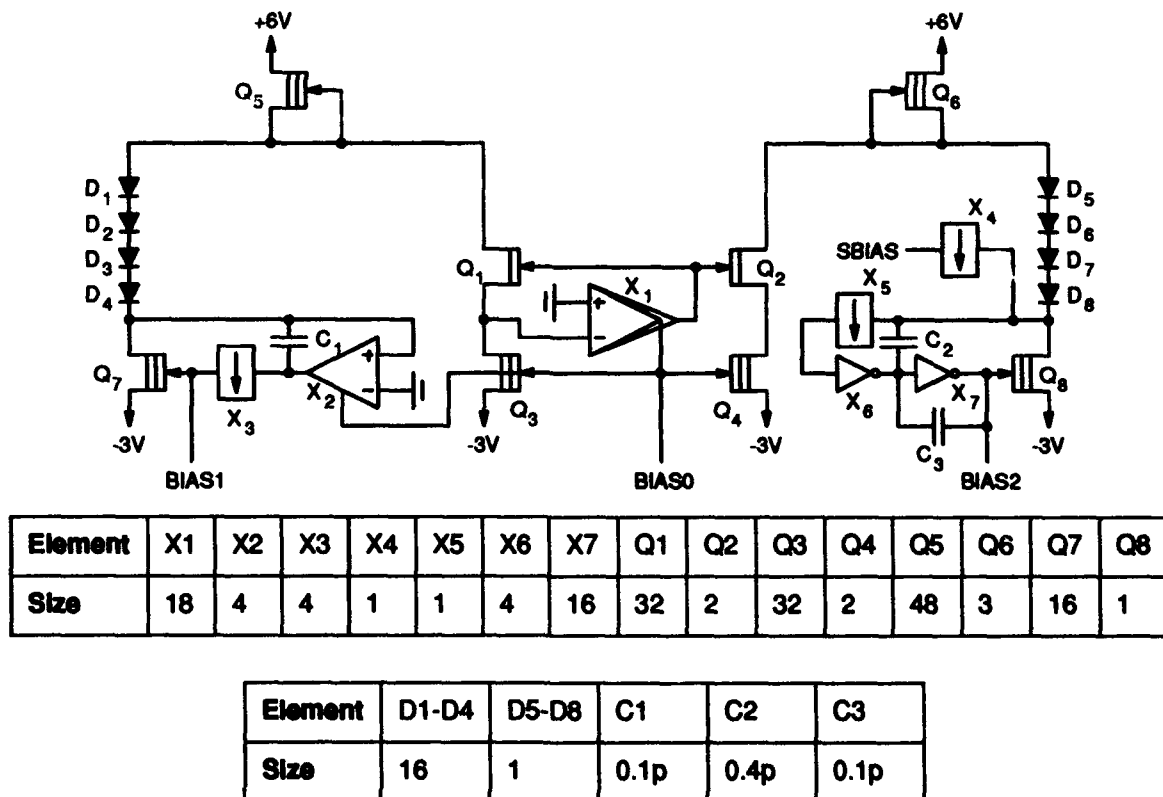 +6V
+6V
Q5
Q6
D1
D2
D3
D4
D5
D6
D7
D8
X4
SBIAS
X5
Q1
X1
Q2
+
-
C1
C2
+
-
Q7
X3
X2
Q3
Q4
X6
X7
Q8
C3
-3V
-3V
-3V
-3V
BIAS1
BIAS0
BIAS2
Element X1 X2 X3 X4 X5 X6 X7 Q1 Q2 Q3 Q4 Q5 Q6 Q7 Q8
Size 18 4 4 1 1 4 16 32 2 32 2 48 3 16 1
Element D1-D4 D5-D8 C1 C2 C3
Size 16 1 0.1p 0.4p 0.1p